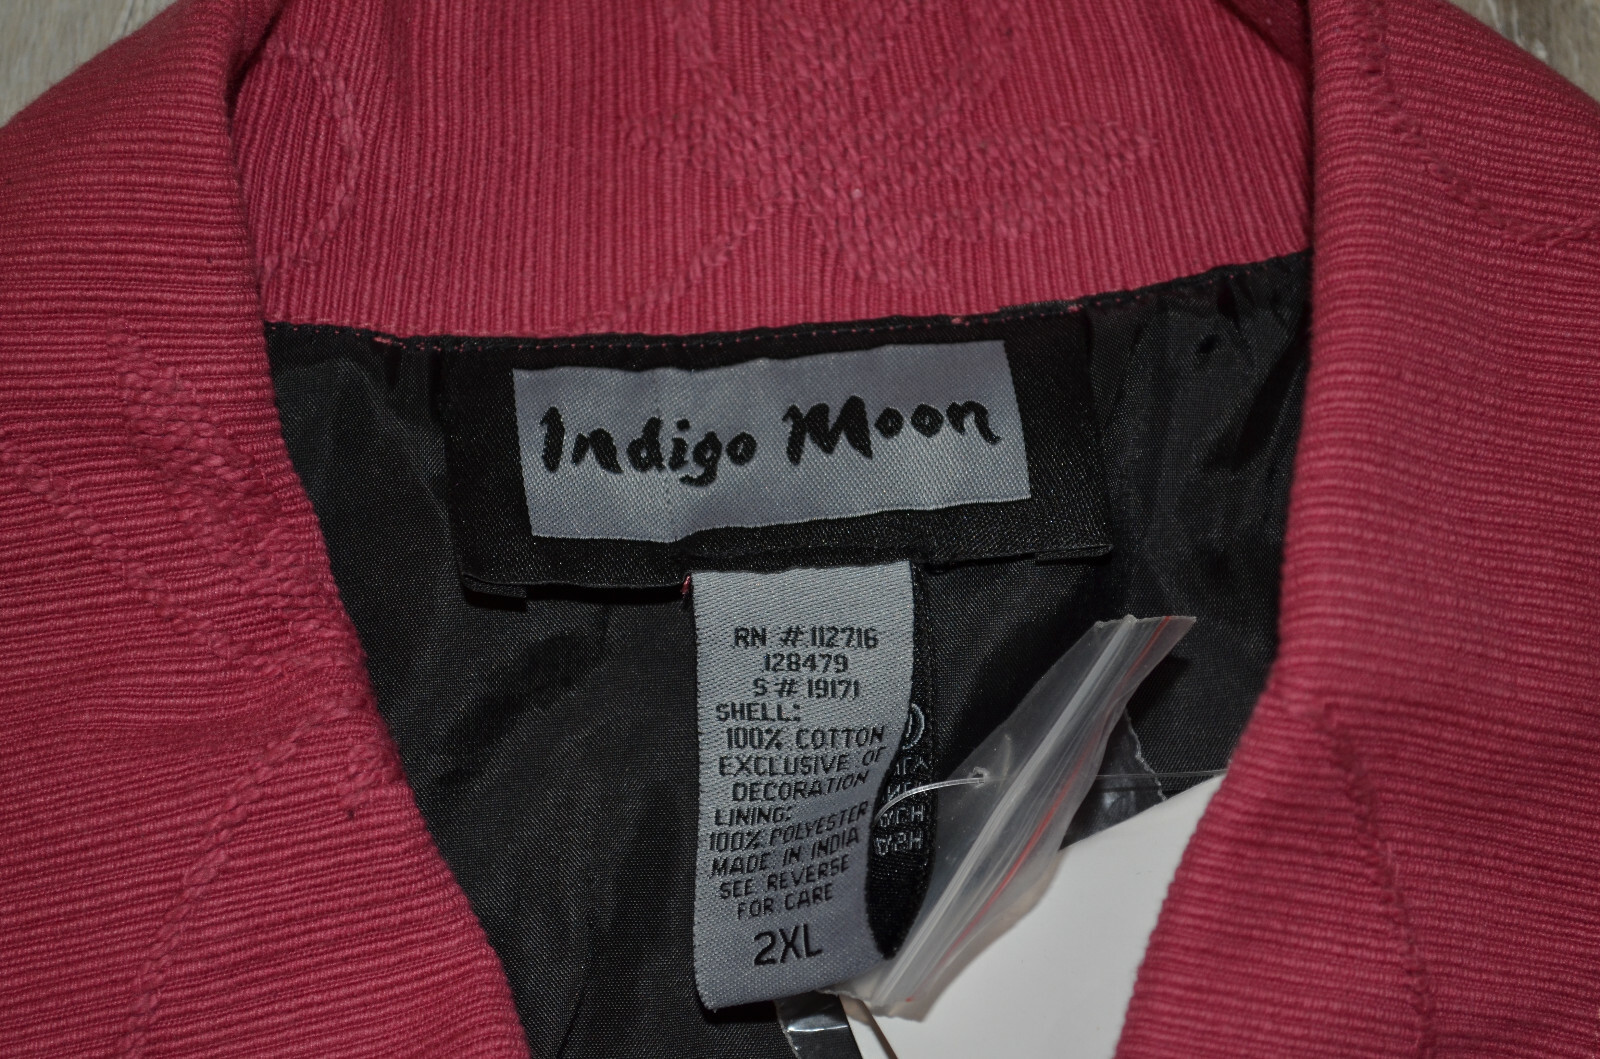 Indigo Moon
RN # 112716
128479
S# 19171
SHELL:
100% COTTON
EXCLUSIVE OF
DECORATION
LINING:
100% POLYESTER
MADE IN INDIA
SEE REVERSE
FOR CARE
2XL